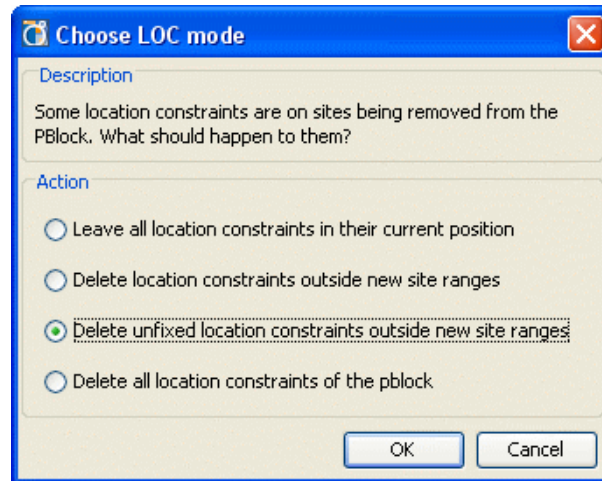 Choose LOC mode
Description
Some location constraints are on sites being removed from the
PBlock. What should happen to them?
Action
Leave all location constraints in their current position
Delete location constraints outside new site ranges
Delete unfixed location constraints outside new site ranges
Delete all location constraints of the pblock
OK Cancel